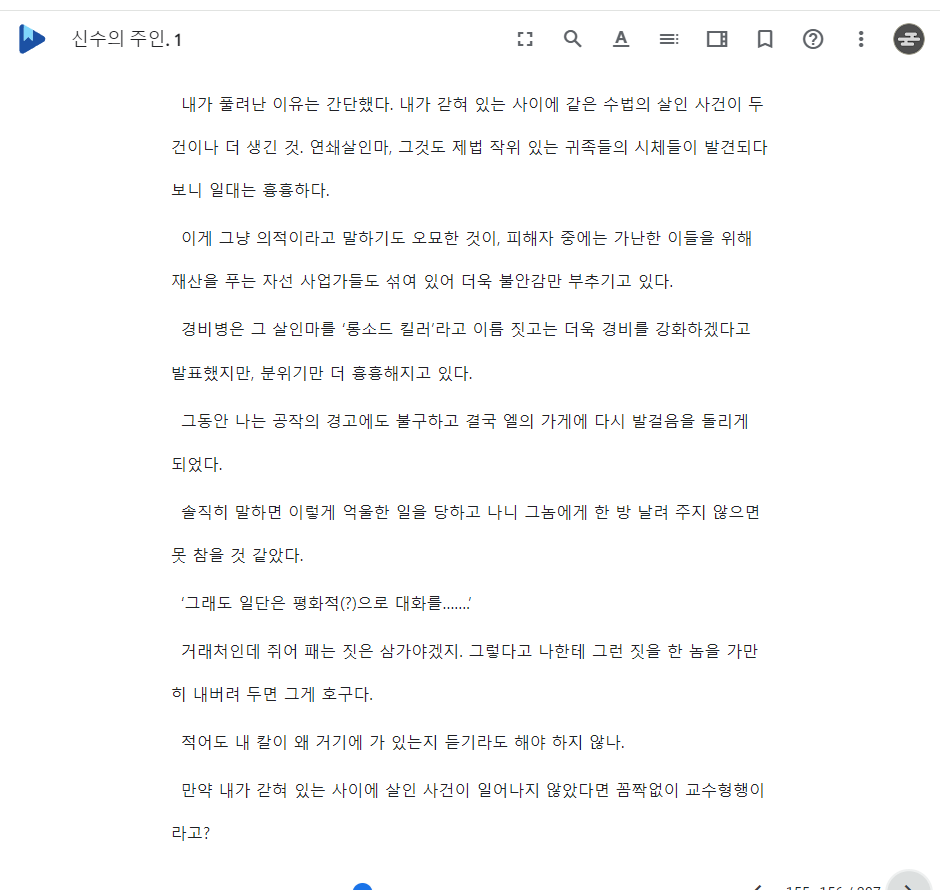 신수의 주인. 1
내가 풀려난 이유는 간단했다. 내가 갇혀 있는 사이에 같은 수법의 살인 사건이 두
건이나 더 생긴 것. 연쇄살인마, 그것도 제법 작위 있는 귀족들의 시체들이 발견되다
보니 일대는 흉흉하다.
이게 그냥 의적이라고 말하기도 오묘한 것이, 피해자 중에는 가난한 이들을 위해
재산을 푸는 자선 사업가들도 섞여 있어 더욱 불안감만 부추기고 있다.
경비병은 그 살인마를 ‘롱소드 킬러’라고 이름 짓고는 더욱 경비를 강화하겠다고
발표했지만, 분위기만 더 흉흉해지고 있다.
그동안 나는 공작의 경고에도 불구하고 결국 엘의 가게에 다시 발걸음을 돌리게
되었다.
솔직히 말하면 이렇게 억울한 일을 당하고 나니 그놈에게 한 방 날려 주지 않으면
못 참을 것 같았다.
‘그래도 일단은 평화적(?)으로 대화를…….’
거래처인데 쥐어 패는 짓은 삼가야겠지. 그렇다고 나한테 그런 짓을 한 놈을 가만
히 내버려 두면 그게 호구다.
적어도 내 칼이 왜 거기에 가 있는지 듣기라도 해야 하지 않나.
만약 내가 갇혀 있는 사이에 살인 사건이 일어나지 않았다면 꼼짝없이 교수형행이
라고?